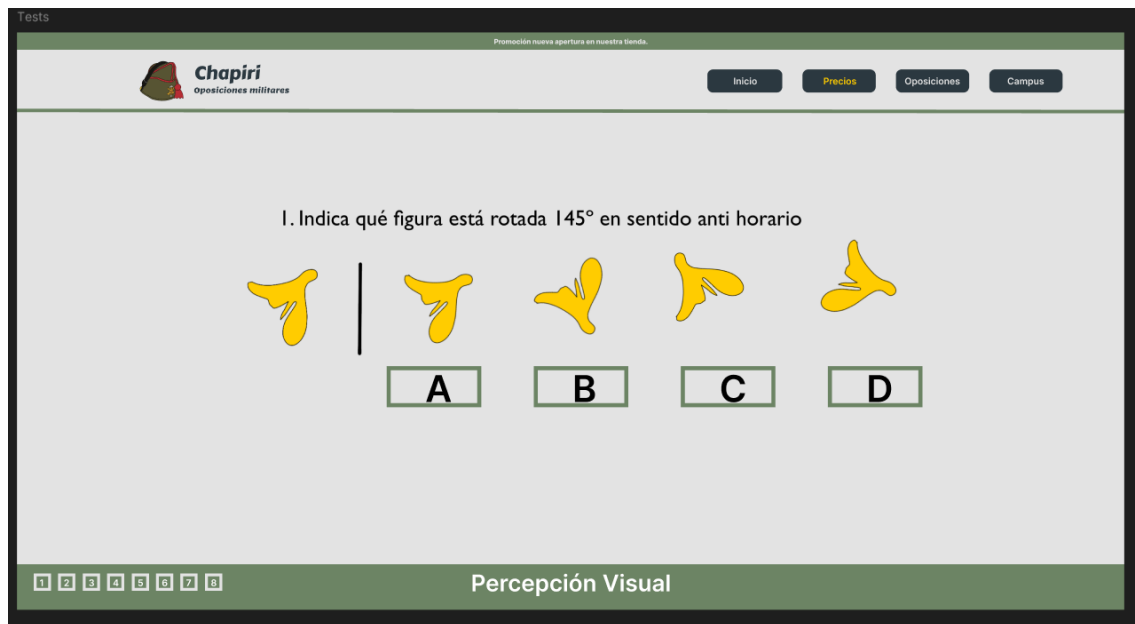 Tests
Promoción nueva apertura en nuestra tienda.
Chapiri
Oposiciones militares
Inicio
Precios
Oposiciones
Campus
1. Indica qué figura está rotada 145º en sentido anti horario
A
B
C
D
1 2 3 4 5 6 7 8
Percepción Visual